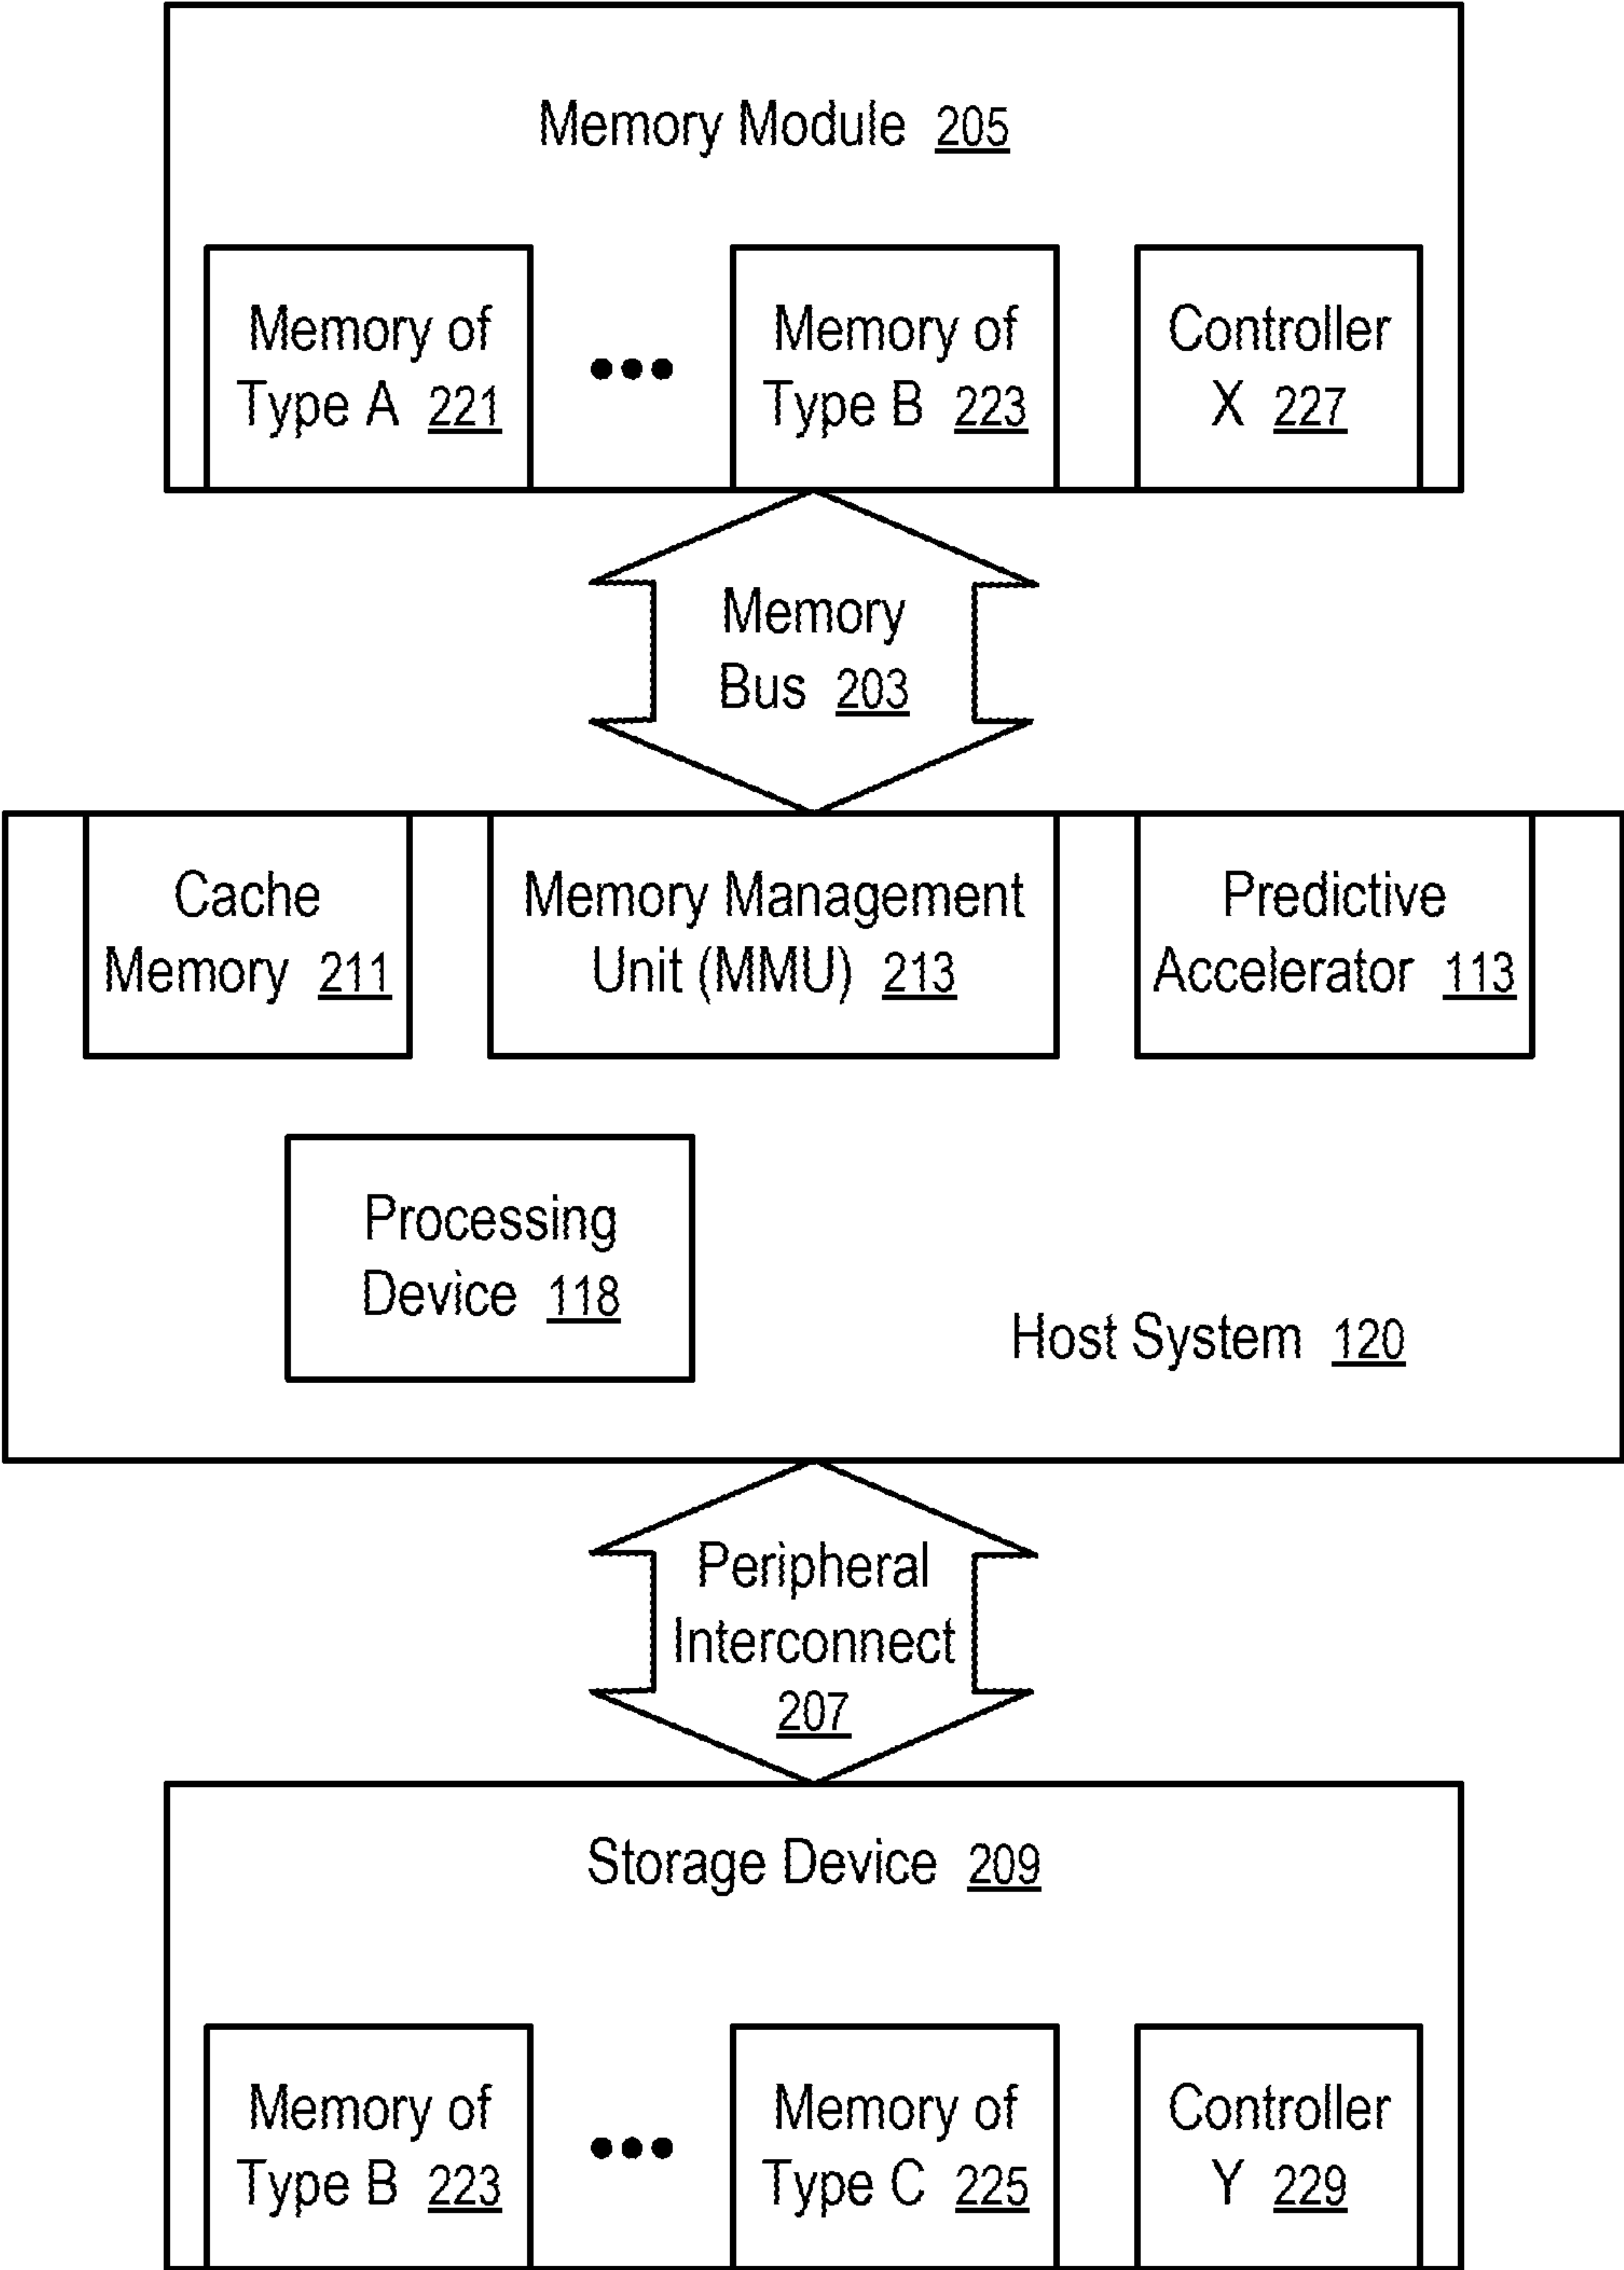 Memory Module 205
Memory of
Type A 221
Memory of
Type B 223
Controller
X 227
Memory
Bus 203
Cache
Memory 211
Memory Management
Unit (MMU) 213
Predictive
Accelerator 113
Processing
Device 118
Host System 120
Peripheral
Interconnect
207
Storage Device 209
Memory of
Type B 223
Memory of
Type C 225
Controller
Y 229